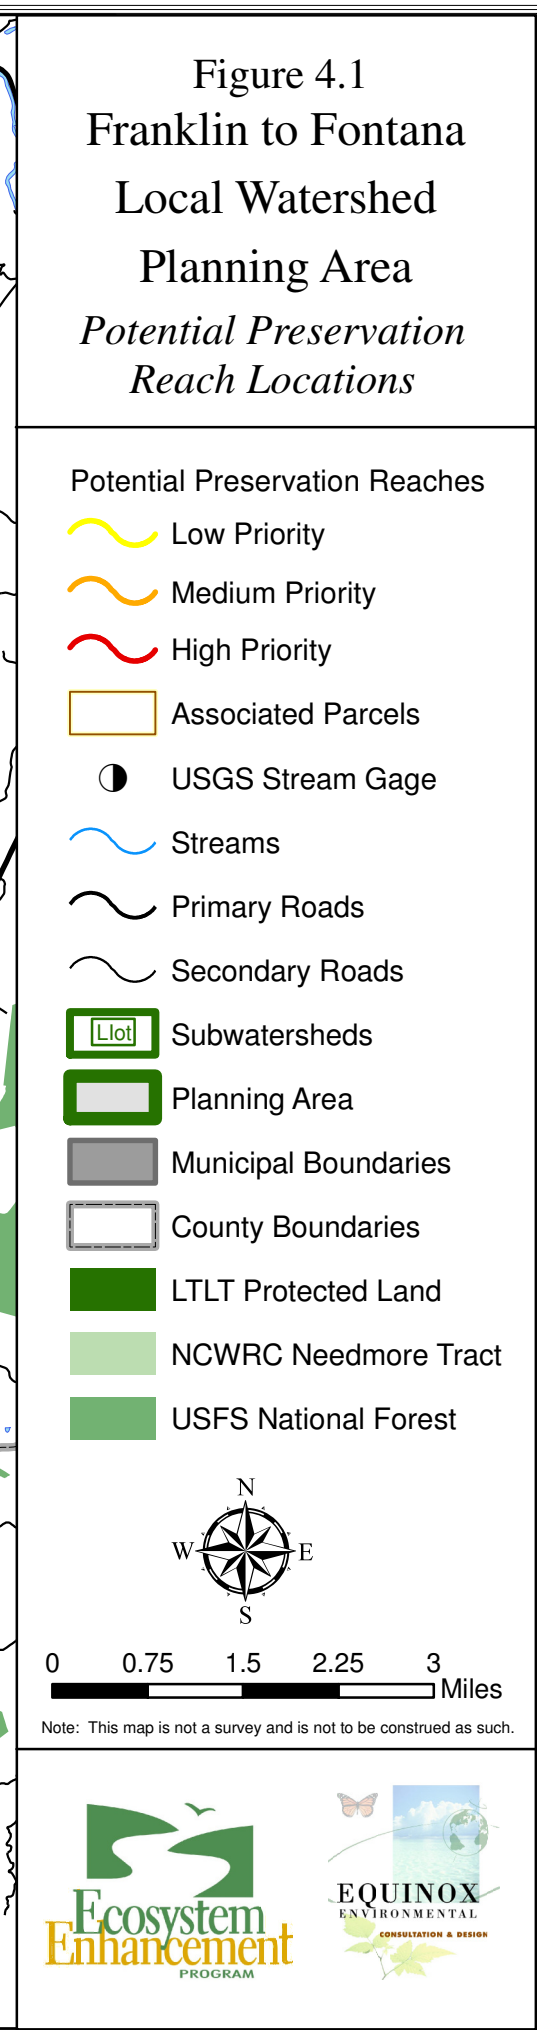 Figure 4.1
Franklin to Fontana
Local Watershed
Planning Area
Potential Preservation
Reach Locations
Potential Preservation Reaches
Low Priority
Medium Priority
High Priority
Associated Parcels
USGS Stream Gage
Streams
Primary Roads
Secondary Roads
Llot Subwatersheds
Planning Area
Municipal Boundaries
County Boundaries
LTLT Protected Land
NCWRC Needmore Tract
USFS National Forest
N
W E
S
0 0.75 1.5 2.25 3
Miles
Note: This map is not a survey and is not to be construed as such.
Ecosystem
Enhancement
PROGRAM
EQUINOX
ENVIRONMENTAL
CONSULTATION & DESIGN